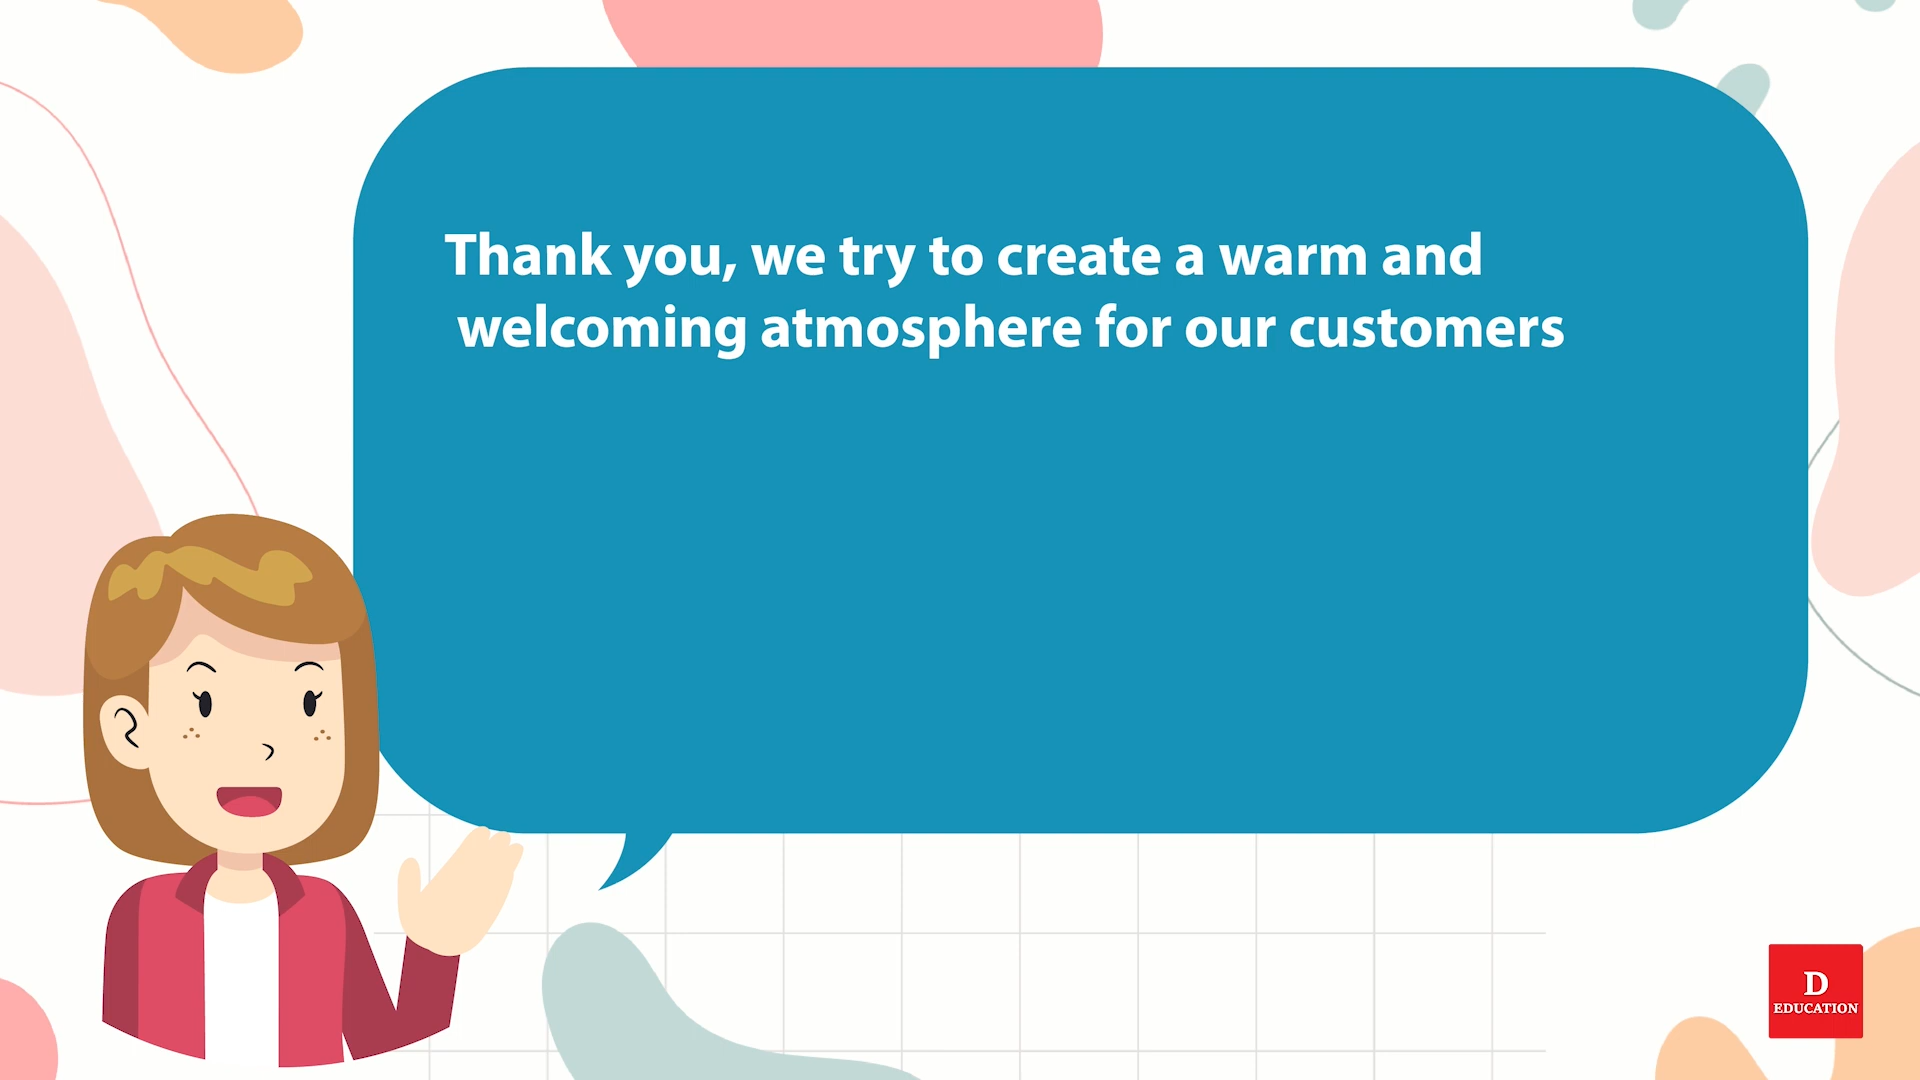 Thank you, we try to create a warm and
welcoming atmosphere for our customers
D
EDUCATION